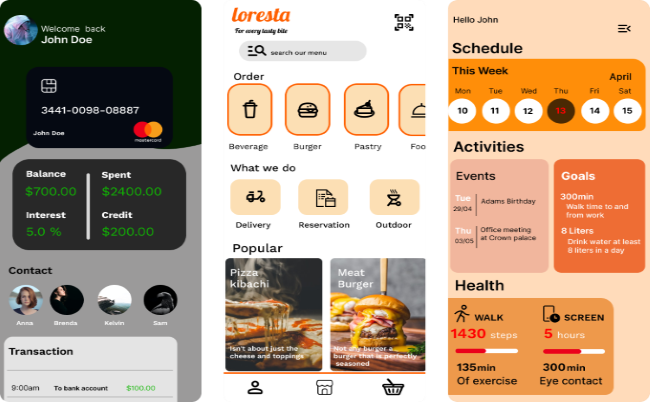 Welcome back
John Doe
3441-0098-08887
John Doe
mastercard
Balance
$700.00
Spent
$2400.00
Interest
5.0 %
Credit
$200.00
Contact
Anna
Brenda
Kelvin
Sam
Transaction
9:00am To bank account $100.00
loresta
For every tasty bite
search our menu
Order
Beverage
Burger
Pastry
Foo
What we do
Delivery
Reservation
Outdoor
Popular
Pizza
kibachi
Isn't about just the
cheese and toppings
Meat
Burger
Not any burger a
burger that is perfectly
seasoned
Hello John
Schedule
This Week
April
Mon Tue Wed Thu Fri Sat
10 11 12 13 14 15
Activities
Events
Tue
29/04
Adams Birthday
Thu
03/05
Office meeting
at Crown palace
Goals
300min
Walk time to and
from work
8 Liters
Drink water at least
8 liters in a day
Health
WALK
1430 steps
135min
Of exercise
SCREEN
5 hours
300min
Eye contact